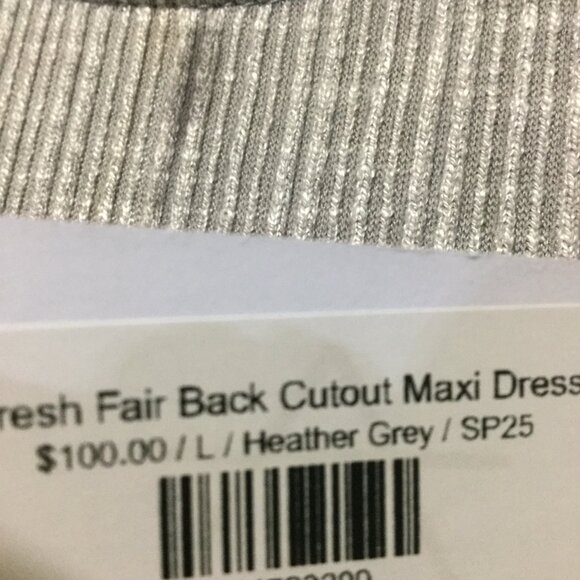 resh Fair Back Cutout Maxi Dress
$100.00 / L / Heather Grey / SP25